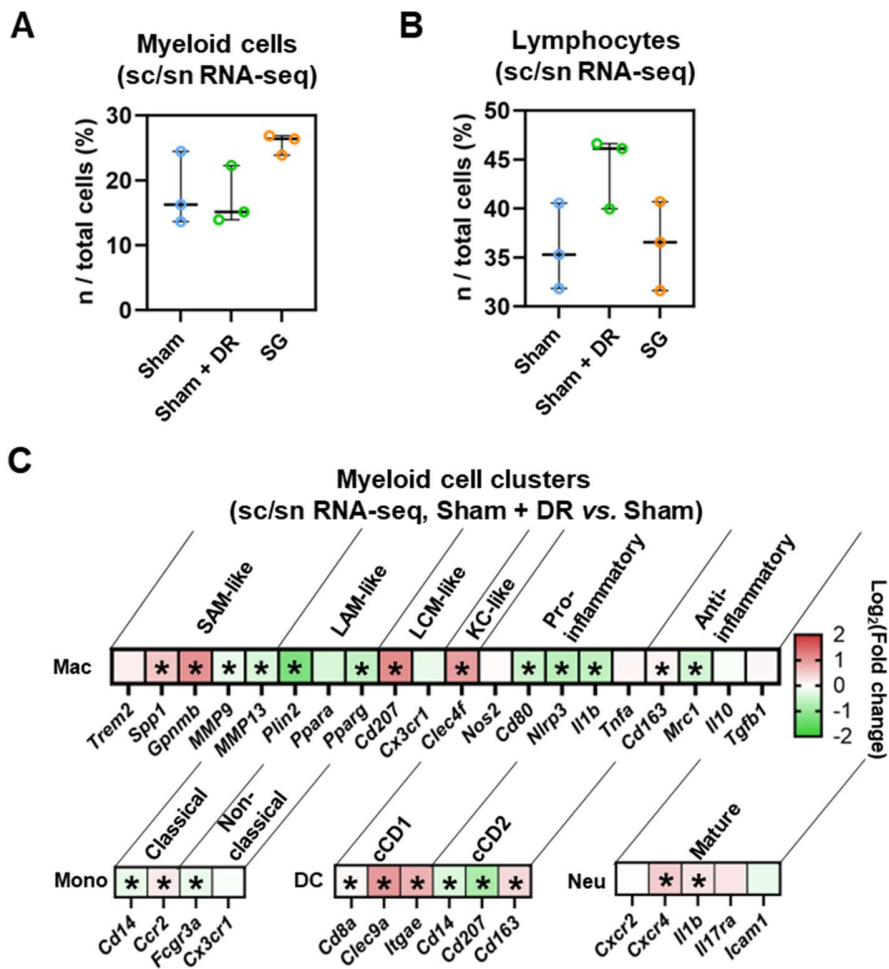 A
Myeloid cells
(sc/sn RNA-seq)
n / total cells (%)
30
20
10
0
Sham
Sham + DR
SG
B
Lymphocytes
(sc/sn RNA-seq)
n / total cells (%)
50
45
40
35
30
Sham
Sham + DR
SG
C
Myeloid cell clusters
(sc/sn RNA-seq, Sham + DR vs. Sham)
SAM-like
LAM-like
LCM-like
KC-like
Pro-
inflammatory
Anti-
inflammatory
Mac
* * * * * * * * * * * * *
Trem2
Spp1
Gpnmb
MMP9
MMP13
Plin2
Ppara
Pparg
Cd207
Cx3cr1
Clec4f
Nos2
Cd80
Nlrp3
Il1b
Tnfa
Cd163
Mrc1
Il10
Tgfb1
2
1
0
-1
-2
Log2(Fold change)
Classical
Non-
classical
Mono
* * *
Cd14
Ccr2
Fcgr3a
Cx3cr1
cCD1
cCD2
DC
* * * * * *
Cd8a
Clec9a
Itgae
Cd14
Cd207
Cd163
Mature
Neu
* *
Cxcr2
Cxcr4
Il1b
Il17ra
Icam1